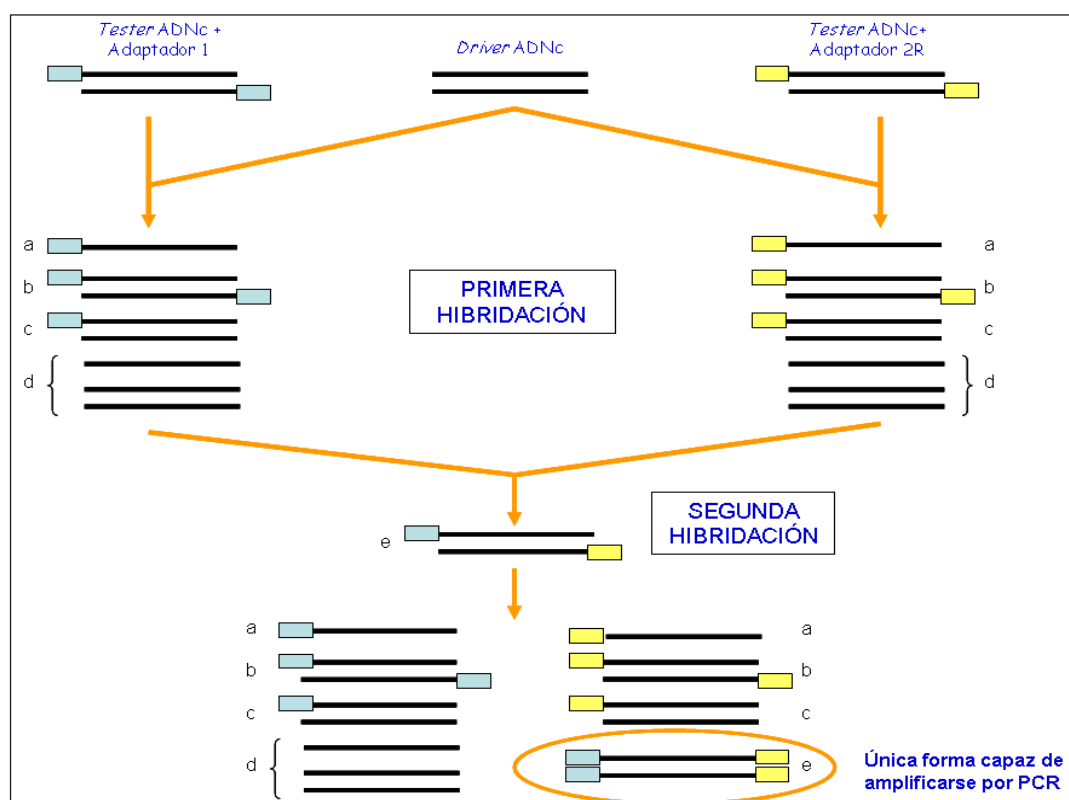 Tester ADNc +
Adaptador 1
Driver ADNc
Tester ADNc+
Adaptador 2R
a
b
c
d
PRIMERA
HIBRIDACIÓN
a
b
c
d
e
SEGUNDA
HIBRIDACIÓN
a
b
c
d
a
b
c
e
Única forma capaz de
amplificarse por PCR